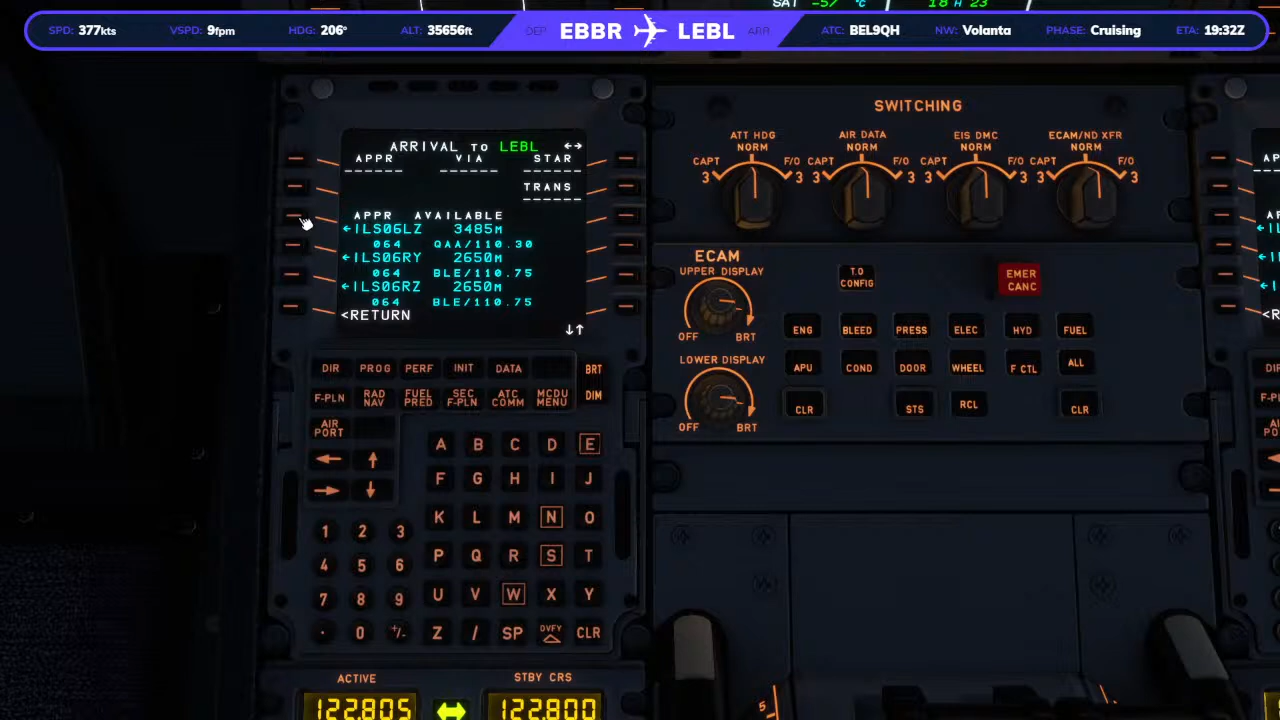 SAT -57 °C 18 H 23
SPD: 377kts VSPD: 9fpm HDG: 206° ALT: 35656ft DEP EBBR LEBL ARR ATC: BEL9QH NW: Volanta PHASE: Cruising ETA: 19:32Z
ARRIVAL TO LEBL ↔
APPR VIA STAR
------ ------ ------
TRANS
------
APPR AVAILABLE
←ILS06LZ 3485M
064 QAA/110.30
←ILS06RY 2650M
064 BLE/110.75
←ILS06RZ 2650M
064 BLE/110.75
<RETURN
↓↑
DIR PROG PERF INIT DATA BRT
F-PLN RAD NAV FUEL PRED SEC F-PLN ATC COMM MCDU MENU DIM
AIR PORT
← ↑
→ ↓
A B C D E
F G H I J
K L M N O
P Q R S T
U V W X Y
Z / SP OVFY CLR
1 2 3
4 5 6
7 8 9
. 0 +/-
ACTIVE STBY CRS
122.805 122.800
SWITCHING
ATT HDG AIR DATA EIS DMC ECAM/ND XFR
NORM NORM NORM NORM
CAPT F/O CAPT F/O CAPT F/O CAPT F/O
3 3 3 3 3 3 3 3
ECAM
UPPER DISPLAY
OFF BRT
LOWER DISPLAY
OFF BRT
T.O CONFIG
EMER CANC
ENG BLEED PRESS ELEC HYD FUEL
APU COND DOOR WHEEL F CTL ALL
CLR STS RCL CLR
5